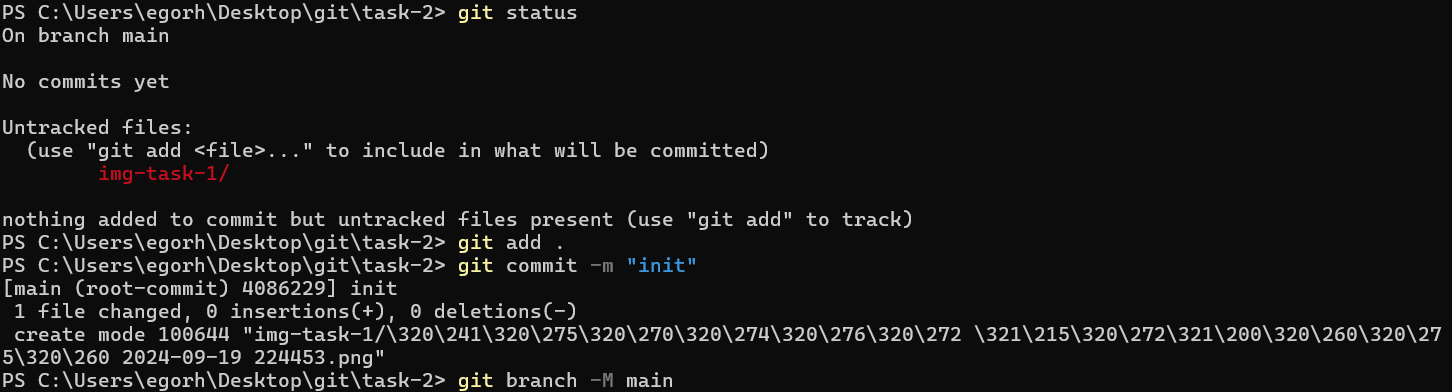 PS C:\Users\egorh\Desktop\git\task-2> git status
On branch main
No commits yet
Untracked files:
  (use "git add <file>..." to include in what will be committed)
        img-task-1/
nothing added to commit but untracked files present (use "git add" to track)
PS C:\Users\egorh\Desktop\git\task-2> git add .
PS C:\Users\egorh\Desktop\git\task-2> git commit -m "init"
[main (root-commit) 4086229] init
 1 file changed, 0 insertions(+), 0 deletions(-)
 create mode 100644 "img-task-1/\320\241\320\275\320\270\320\274\320\276\320\272 \321\215\320\272\321\200\320\260\320\27
5\320\260 2024-09-19 224453.png"
PS C:\Users\egorh\Desktop\git\task-2> git branch -M main